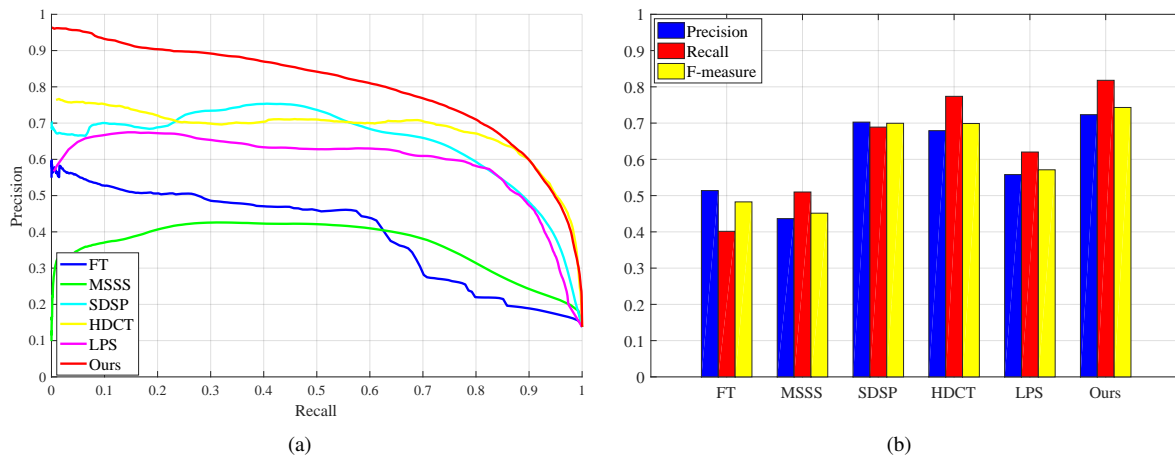 1
0.9
0.8
0.7
0.6
0.5
0.4
0.3
0.2
0.1
0
Precision
FT
MSSS
SDSP
HDCT
LPS
Ours
0 0.1 0.2 0.3 0.4 0.5 0.6 0.7 0.8 0.9 1
Recall
(a)
1
0.9
0.8
0.7
0.6
0.5
0.4
0.3
0.2
0.1
0
Precision
Recall
F-measure
FT MSSS SDSP HDCT LPS Ours
(b)